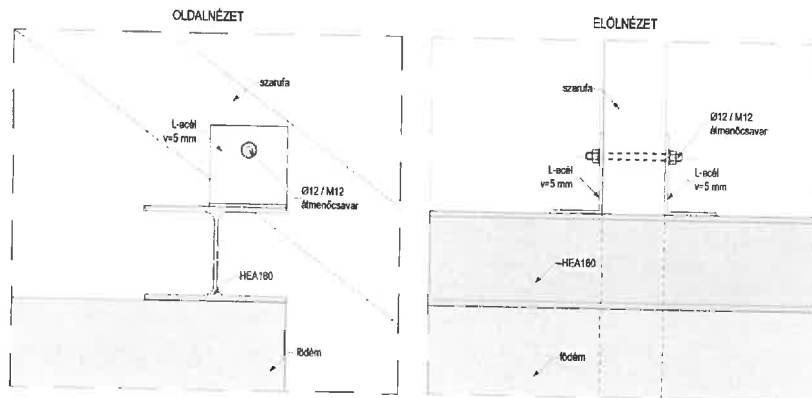 OLDALNÉZET
szarufa
L-acél
v=5 mm
Ø12 / M12
átmenőcsavar
HEA160
födém
ELÖLNÉZET
szarufa
Ø12 / M12
átmenőcsavar
L-acél
v=5 mm
L-acél
v=5 mm
HEA160
födém